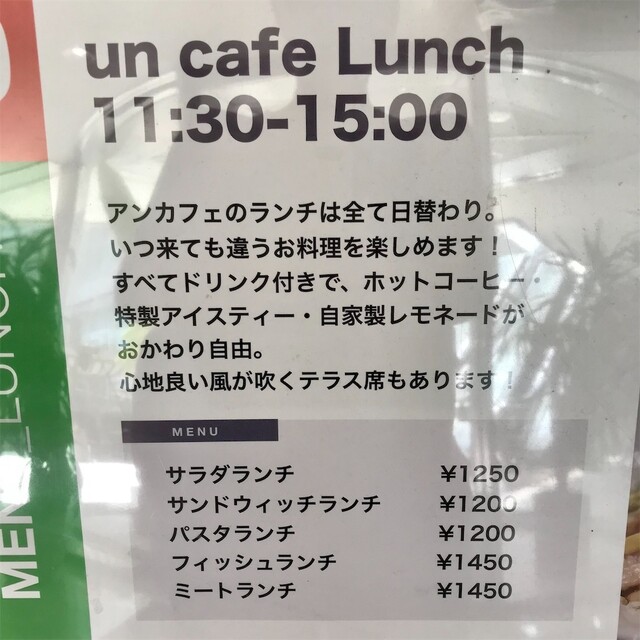 un cafe Lunch
11:30-15:00
アンカフェのランチは全て日替わり。
いつ来ても違うお料理を楽しめます！
すべてドリンク付きで、ホットコーヒー・
特製アイスティー・自家製レモネードが
おかわり自由。
心地良い風が吹くテラス席もあります！
MENU
サラダランチ ¥1250
サンドウィッチランチ ¥1200
パスタランチ ¥1200
フィッシュランチ ¥1450
ミートランチ ¥1450
LUNCH